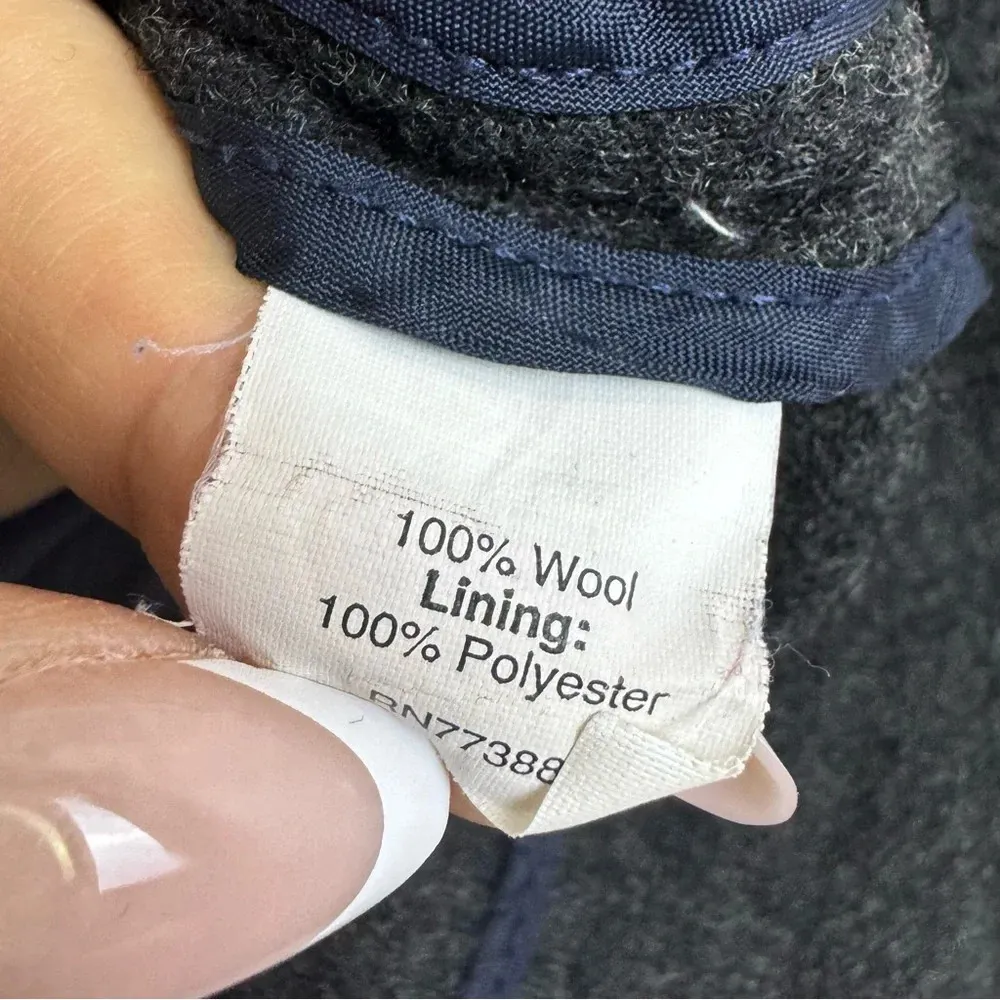 100% Wool
Lining:
100% Polyester
RN77388